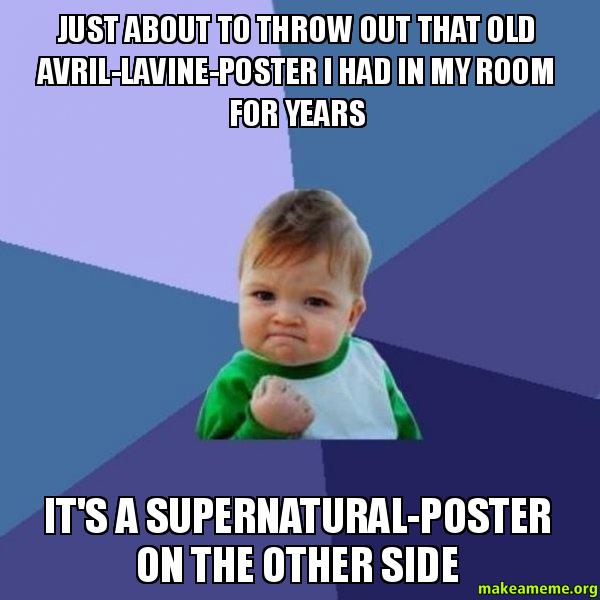 JUST ABOUT TO THROW OUT THAT OLD
AVRIL-LAVINE-POSTER I HAD IN MY ROOM
FOR YEARS
IT'S A SUPERNATURAL-POSTER
ON THE OTHER SIDE
makeameme.org